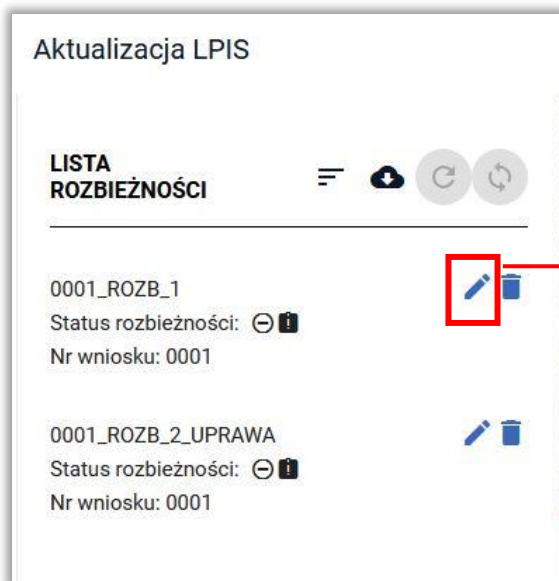 Aktualizacja LPIS
LISTA
ROZBIEŻNOŚCI
0001_ROZB_1
Status rozbieżności:
Nr wniosku: 0001
0001_ROZB_2_UPRAWA
Status rozbieżności:
Nr wniosku: 0001